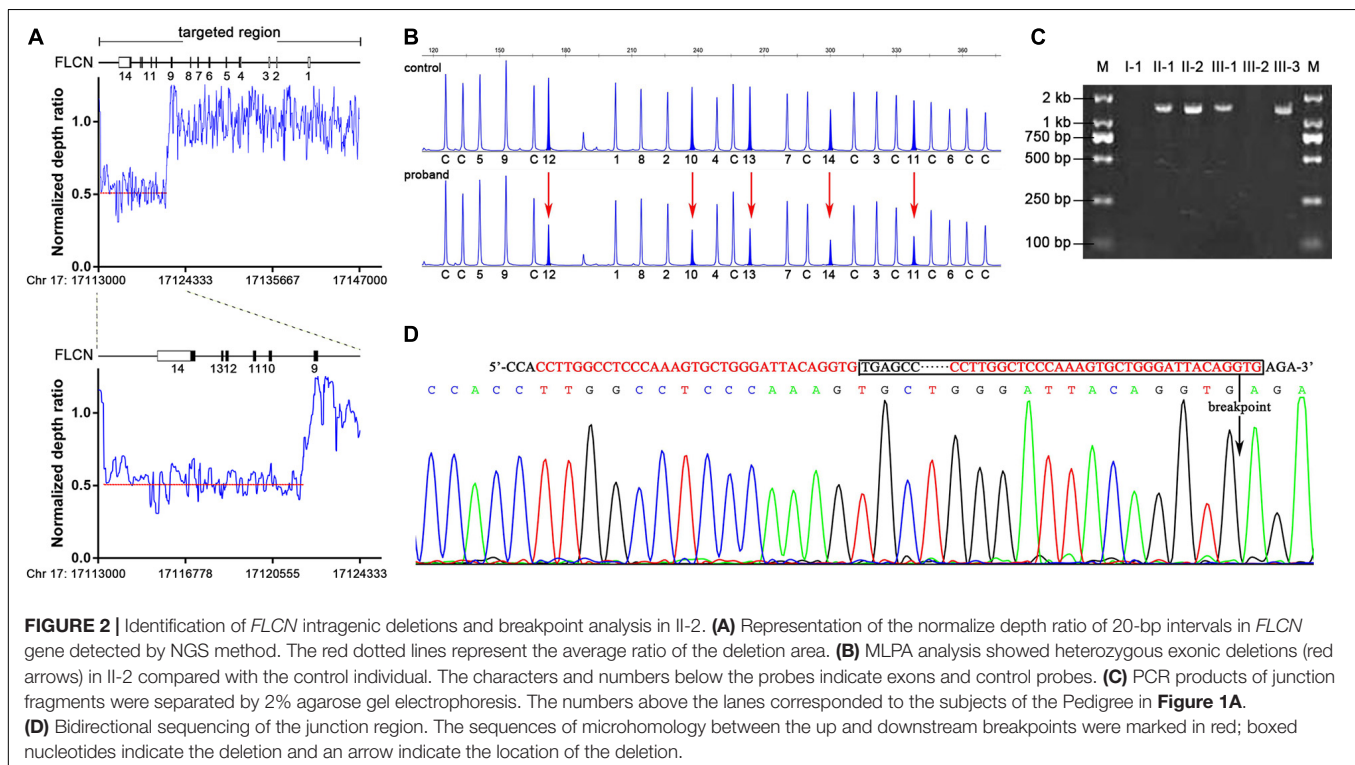 A
targeted region
FLCN
14 11 9 8 7 6 5 4 3 2 1
Normalized depth ratio
1.0
0.5
0.0
Chr 17: 17113000 17124333 17135667 17147000
FLCN
14 1312 1110 9
Normalized depth ratio
1.0
0.5
0.0
Chr 17: 17113000 17116778 17120555 17124333
B
120 150 180 210 240 270 300 330 360
control
C C 5 9 C 12 1 8 2 10 4 C 13 7 C 14 C 3 11 C 6 C C
proband
C C 5 9 C 12 1 8 2 10 4 C 13 7 C 14 C 3 C 11 C 6 C C
C
M I-1 II-1 II-2 III-1 III-2 III-3 M
2 kb
1 kb
750 bp
500 bp
250 bp
100 bp
D
5'-CCACCTTGGCCTCCCAAAGTGCTGGGATTACAGGTGTGAGCC······CCTTGGCTCCCAAAGTGCTGGGATTACAGGTGAGA-3'
C C A C C T T G G C C T C C C A A A G T G C T G G G A T T A C A G G T G A G A
breakpoint
FIGURE 2 | Identification of FLCN intragenic deletions and breakpoint analysis in II-2. (A) Representation of the normalize depth ratio of 20-bp intervals in FLCN
gene detected by NGS method. The red dotted lines represent the average ratio of the deletion area. (B) MLPA analysis showed heterozygous exonic deletions (red
arrows) in II-2 compared with the control individual. The characters and numbers below the probes indicate exons and control probes. (C) PCR products of junction
fragments were separated by 2% agarose gel electrophoresis. The numbers above the lanes corresponded to the subjects of the Pedigree in Figure 1A.
(D) Bidirectional sequencing of the junction region. The sequences of microhomology between the up and downstream breakpoints were marked in red; boxed
nucleotides indicate the deletion and an arrow indicate the location of the deletion.